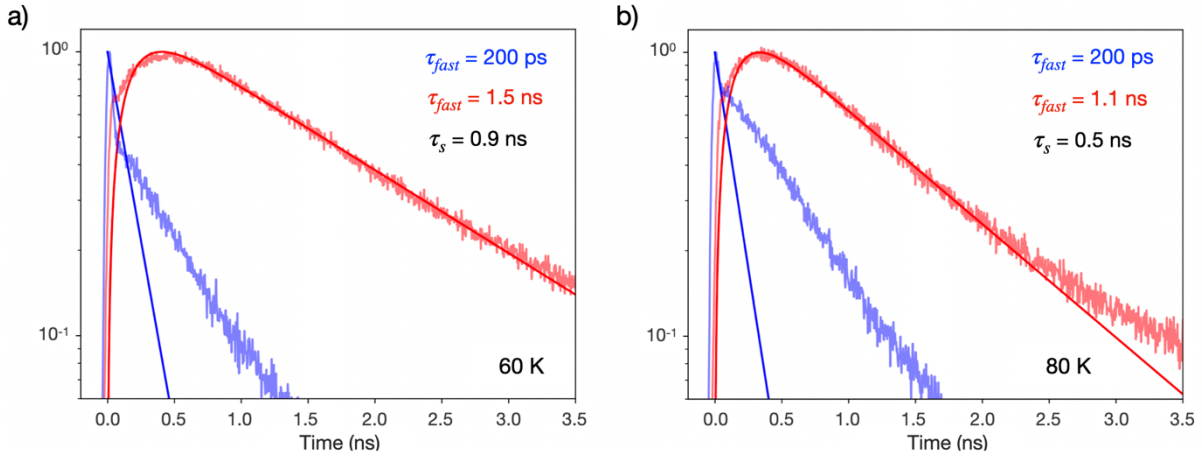 a)
10⁰
10⁻¹
τfast = 200 ps
τfast = 1.5 ns
τs = 0.9 ns
60 K
0.0 0.5 1.0 1.5 2.0 2.5 3.0 3.5
Time (ns)
b)
10⁰
10⁻¹
τfast = 200 ps
τfast = 1.1 ns
τs = 0.5 ns
80 K
0.0 0.5 1.0 1.5 2.0 2.5 3.0 3.5
Time (ns)